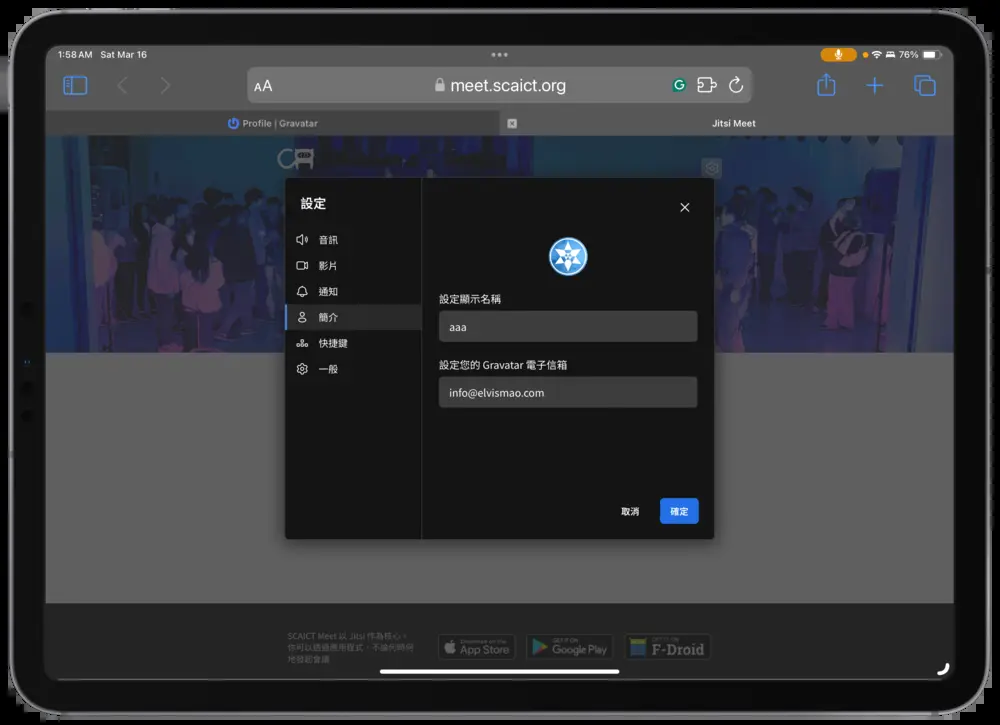 1:58 AM Sat Mar 16
76%
AA
meet.scaict.org
Profile | Gravatar
Jitsi Meet
設定
音訊
影片
通知
簡介
快捷鍵
一般
設定顯示名稱
aaa
設定您的 Gravatar 電子信箱
info@elvismao.com
取消
確定
SCAICT Meet 以 Jitsi 作為核心,
你可以透過應用程式,不論何時何
地發起會議
Download on the
App Store
GET IT ON
Google Play
GET IT ON
F-Droid